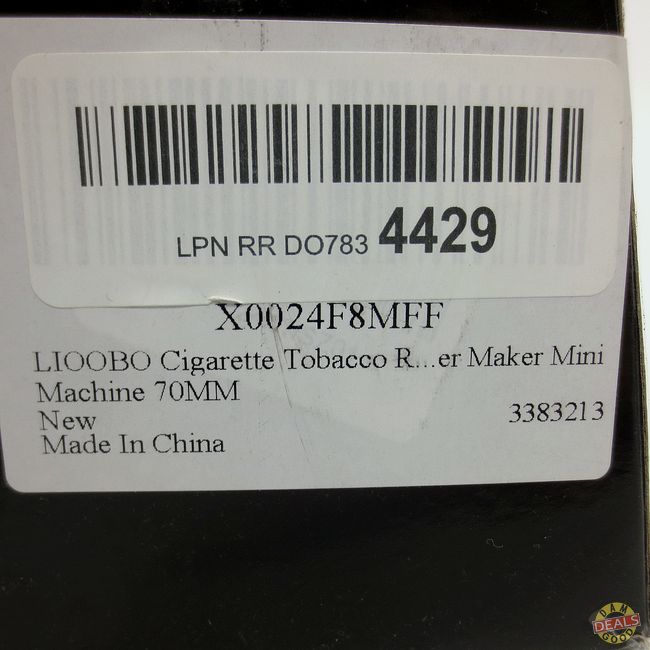 LPN RR DO783 4429
X0024F8MFF
LIOOBO Cigarette Tobacco R...er Maker Mini
Machine 70MM
New
3383213
Made In China
DAM
DEALS
GOOD